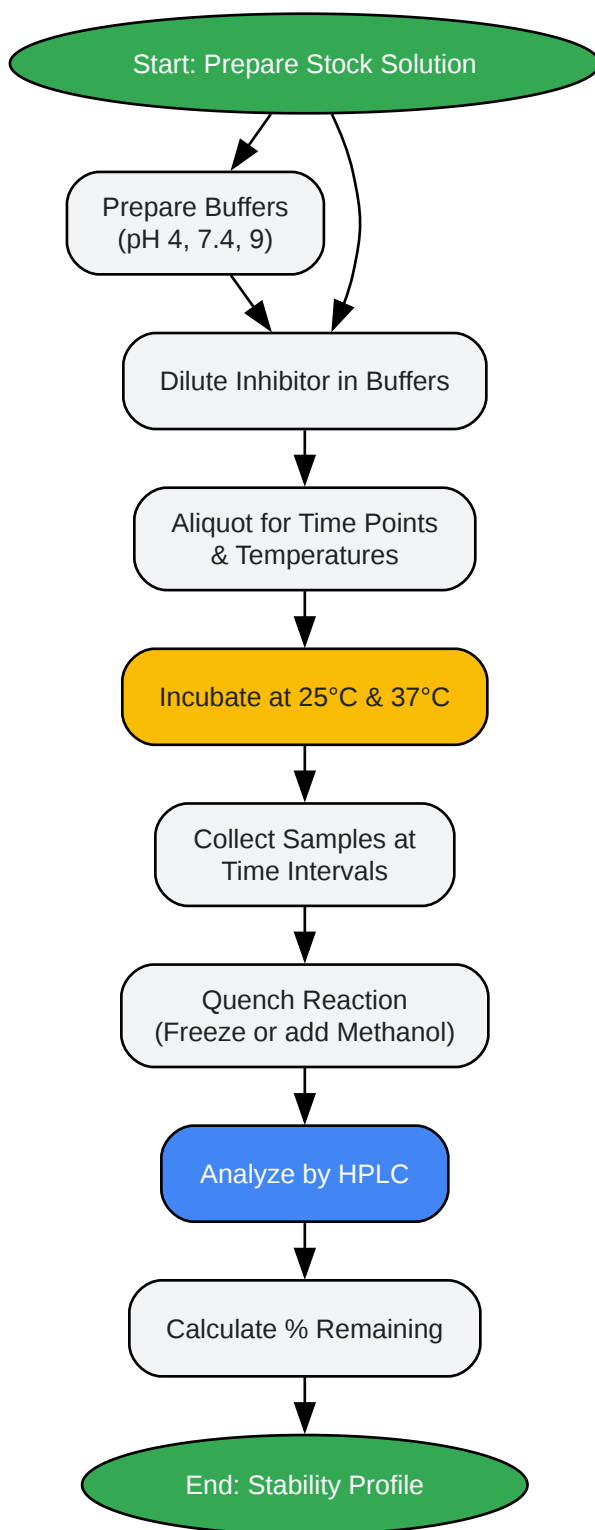 Start: Prepare Stock Solution
Prepare Buffers
(pH 4, 7.4, 9)
Dilute Inhibitor in Buffers
Aliquot for Time Points
& Temperatures
Incubate at 25°C & 37°C
Collect Samples at
Time Intervals
Quench Reaction
(Freeze or add Methanol)
Analyze by HPLC
Calculate % Remaining
End: Stability Profile